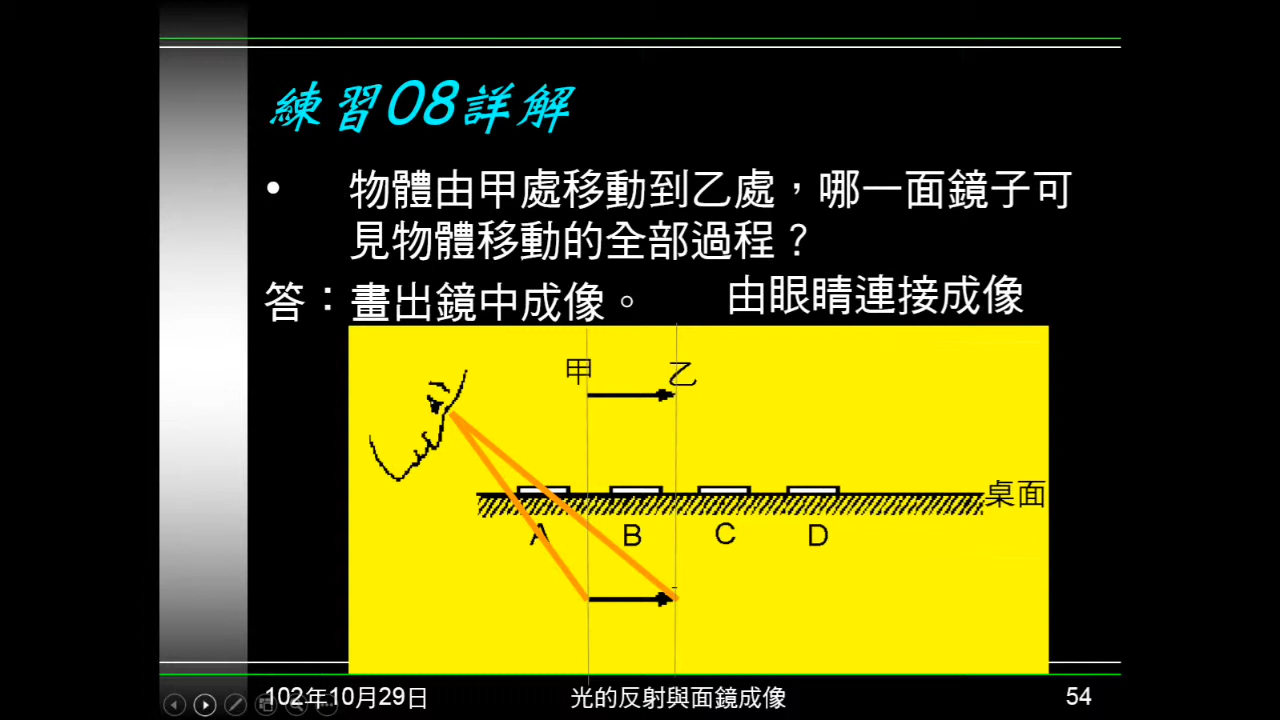 練習08詳解
• 物體由甲處移動到乙處，哪一面鏡子可
見物體移動的全部過程？
答：畫出鏡中成像。 由眼睛連接成像
甲 乙
桌面
A B C D
102年10月29日 光的反射與面鏡成像 54